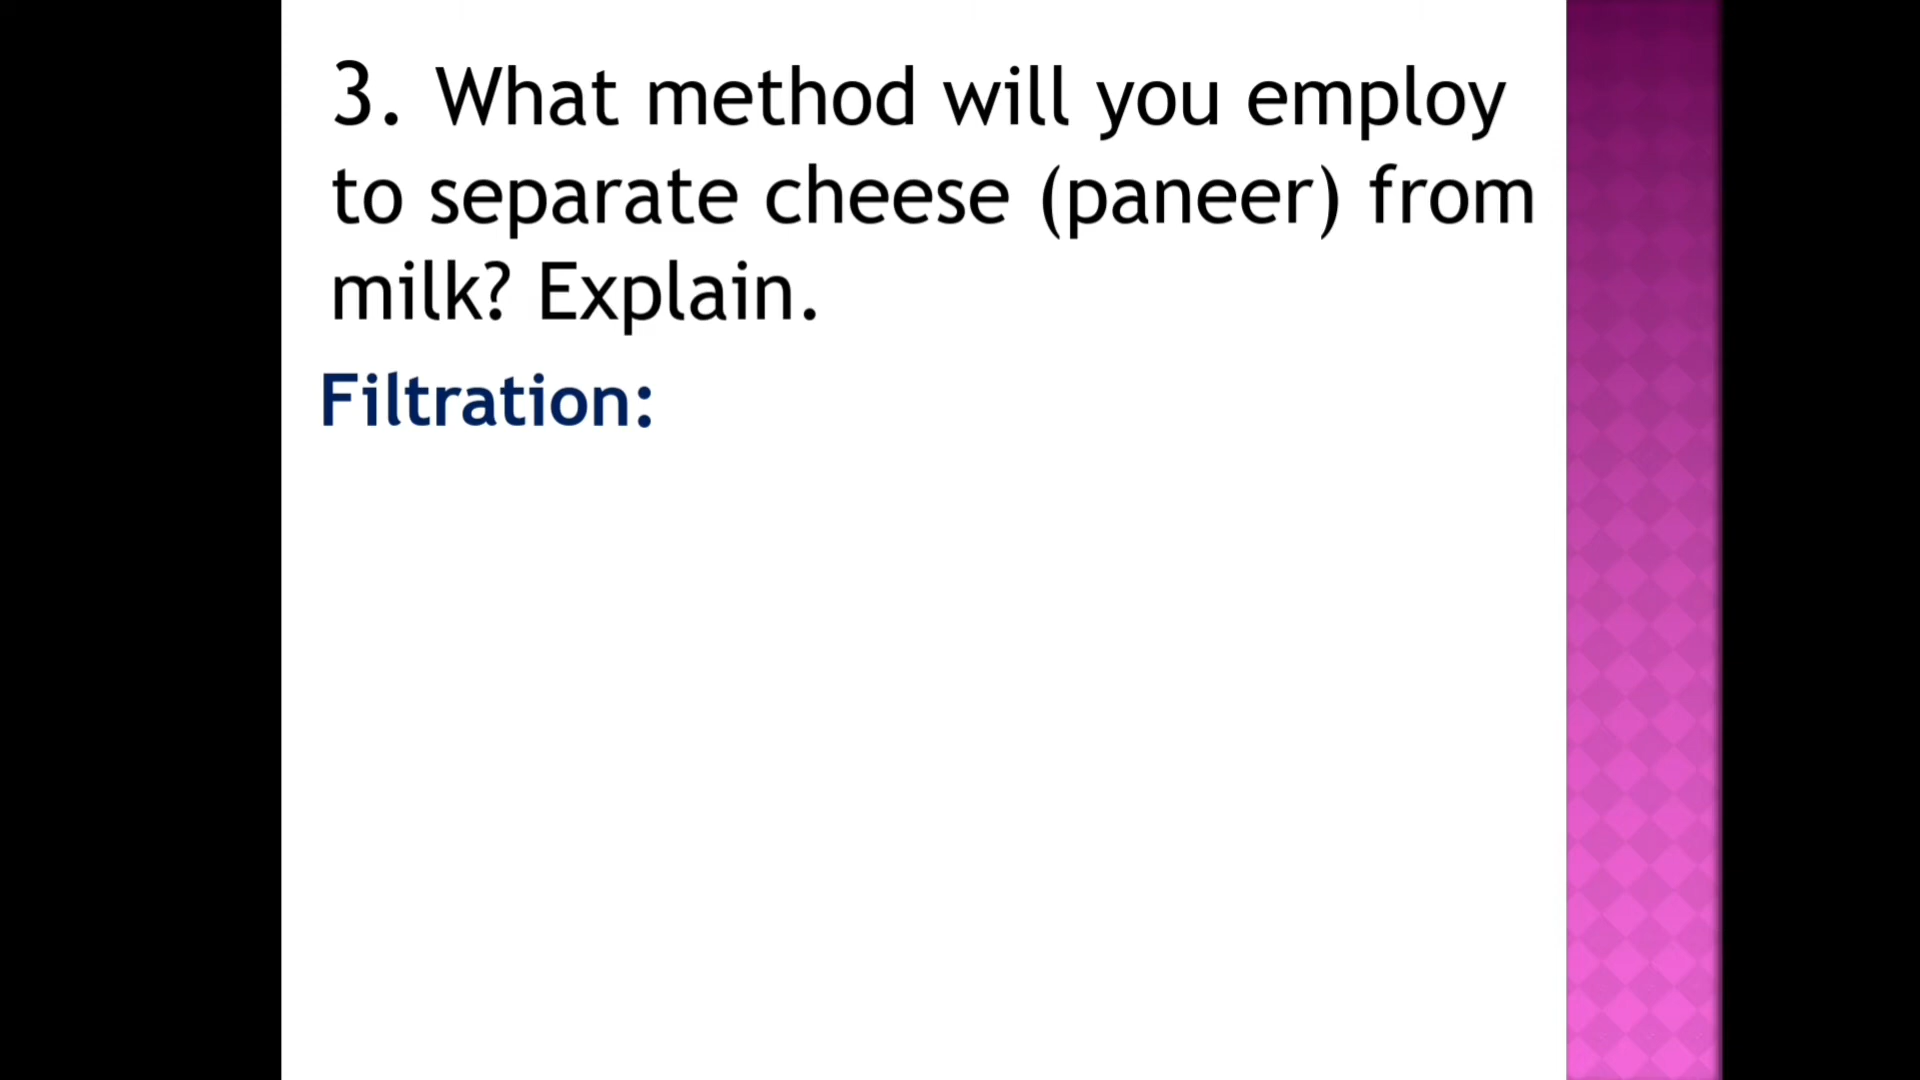 3. What method will you employ
to separate cheese (paneer) from
milk? Explain.
Filtration: